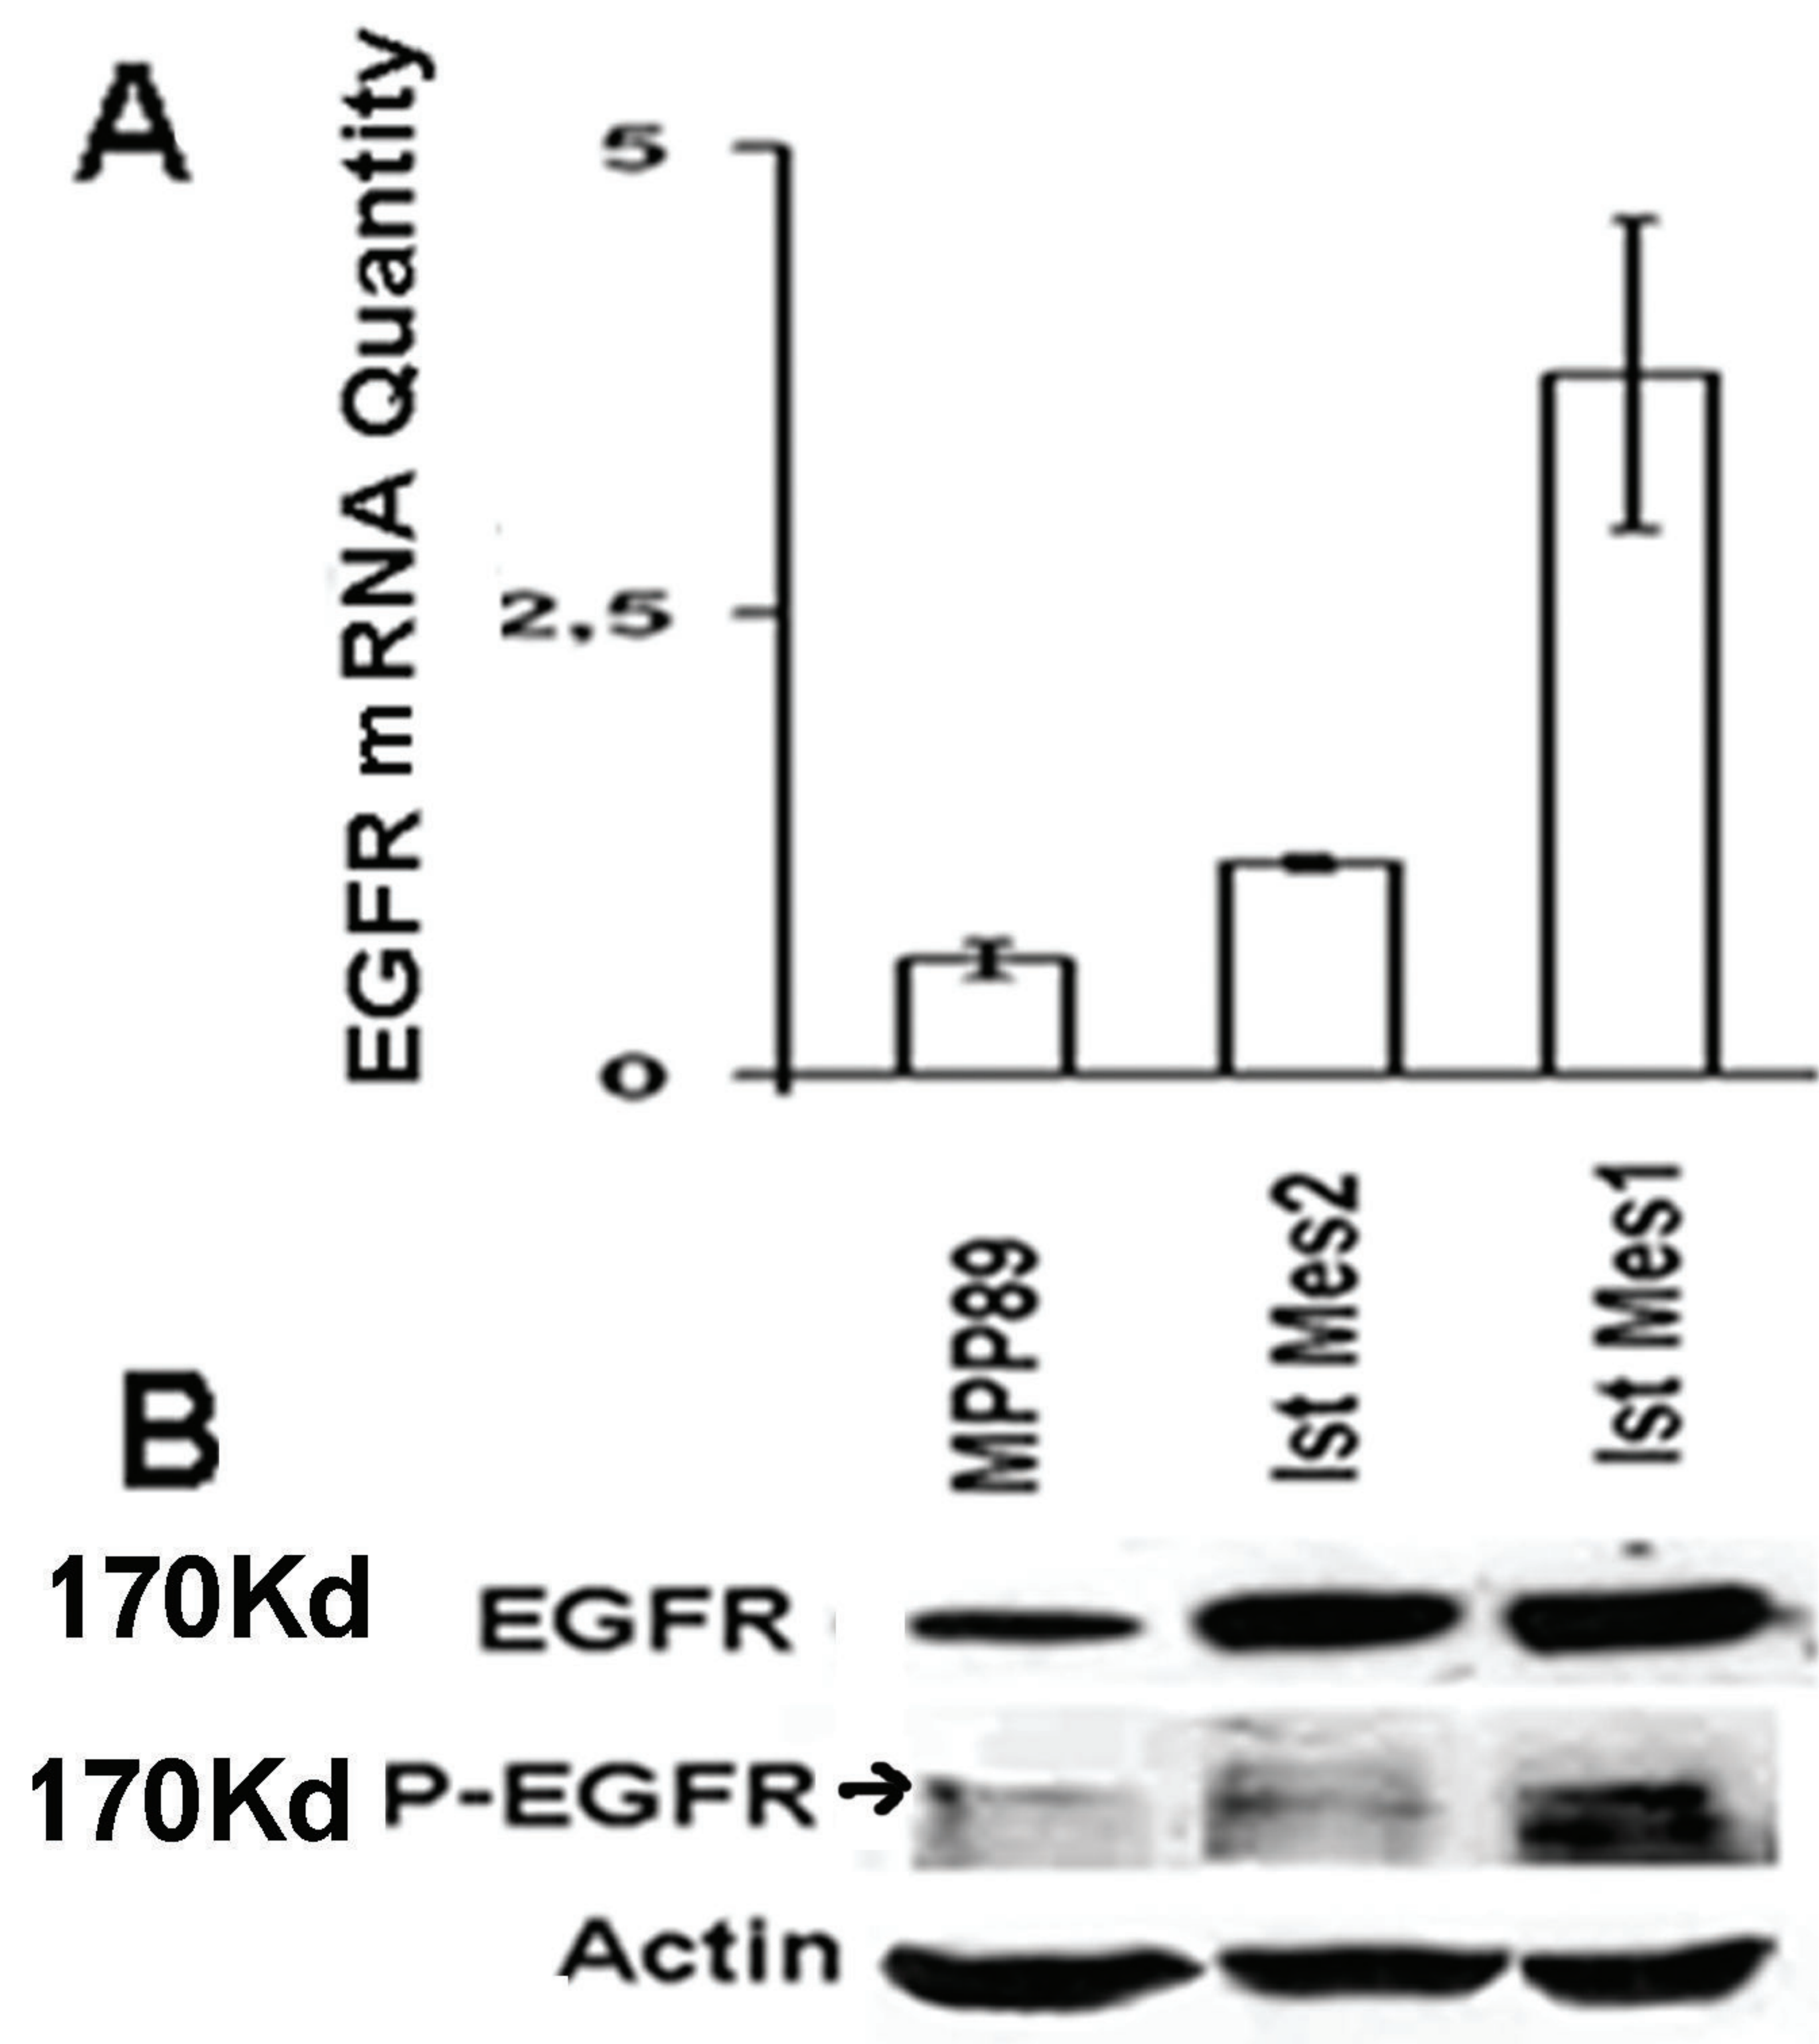 A
EGFR mRNA Quantity
5
2,5
0
MPP89
Ist Mes2
Ist Mes1
B
170Kd EGFR
170Kd P-EGFR →
Actin